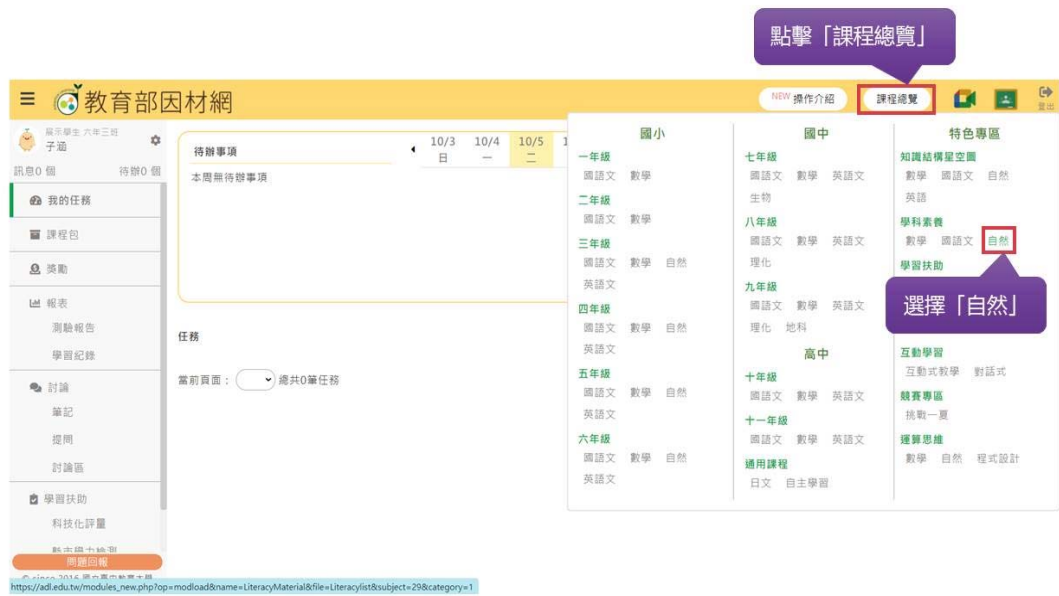 點擊「課程總覽」
教育部因材網
NEW 操作介紹
課程總覽
登出
展示學生 六年三班
子涵
訊息0 個 待辦0 個
我的任務
課程包
獎勵
報表
測驗報告
學習紀錄
討論
筆記
提問
討論區
學習扶助
科技化評量
問題回報
© since 2016
待辦事項
10/3 10/4 10/5
日 一 二
本周無待辦事項
任務
當前頁面： 總共0筆任務
國小
一年級
國語文 數學
二年級
國語文 數學
三年級
國語文 數學 自然
英語文
四年級
國語文 數學 自然
英語文
五年級
國語文 數學 自然
英語文
六年級
國語文 數學 自然
英語文
國中
七年級
國語文 數學 英語文
生物
八年級
國語文 數學 英語文
理化
九年級
國語文 數學 英語文
理化 地科
高中
十年級
國語文 數學 英語文
十一年級
國語文 數學 英語文
通用課程
日文 自主學習
特色專區
知識結構星空圖
數學 國語文 自然
英語
學科素養
數學 國語文 自然
學習扶助
選擇「自然」
互動學習
互動式教學 對話式
競賽專區
挑戰一夏
運算思維
數學 自然 程式設計
https://adl.edu.tw/modules_new.php?op=modload&name=LiteracyMaterial&file=Literacylist&subject=29&category=1